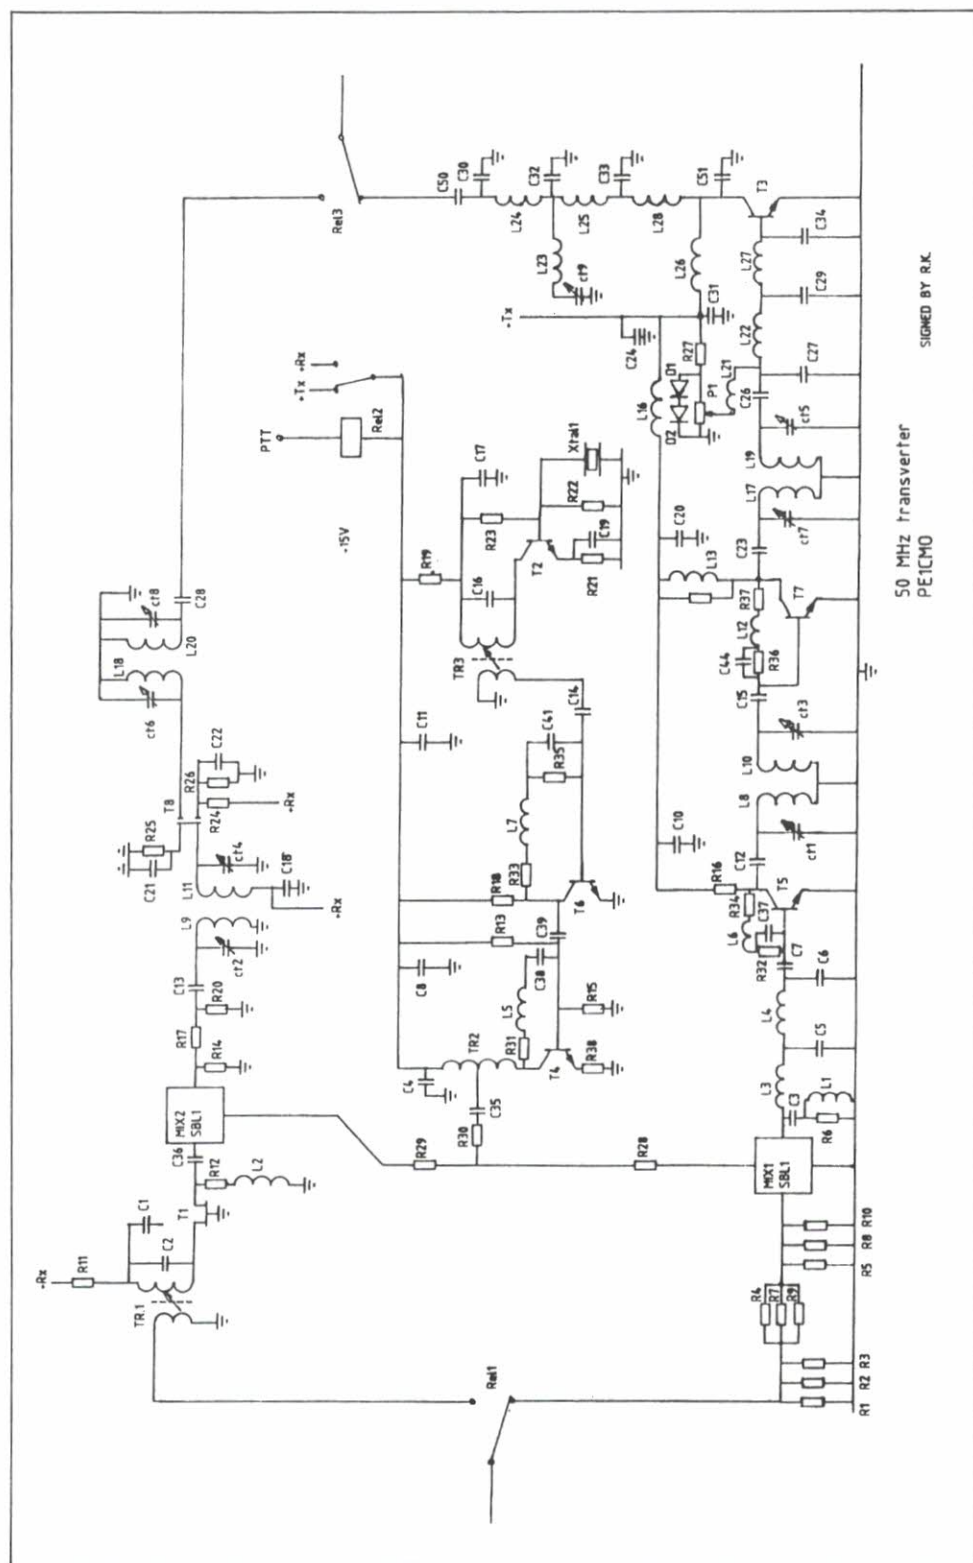 -Rx
R11
TR.1
C1
C2
T1
C36
R12
L2
MIX2
SBL1
R14
R17
R20
C13
ct2
L9
L11
C18
-Rx
ct4
C21
R25
T8
R24
R26
C22
-Rx
ct6
L18
L20
ct8
C28
Rel3
Rel1
R29
R28
R30
C35
C4
TR2
C8
R31
L5
C38
T4
R38
R15
R13
C39
R18
T6
R33
L7
R35
C41
C14
C11
TR3
C16
R19
R23
C17
T2
R21
C19
R22
Xtal1
-15V
PTT
Rel2
+Tx
+Rx
C50
C30
L24
C32
L23
ct9
L25
C33
L28
C51
T3
L26
C31
-Tx
C24
R27
D1
D2
P1
L21
L16
L22
L27
C34
C29
C27
C26
ct5
L19
L17
ct7
C23
C20
L13
R37
L12
C44
R36
T7
C15
ct3
L10
L8
ct1
C12
C10
R16
T5
R34
L6
C37
R32
C7
C6
L4
C5
L3
C3
L1
R6
MIX1
SBL1
R10
R8
R5
R4
R7
R9
R3
R2
R1
50 MHz transverter
PE1CMO
SIGNED BY R.K.